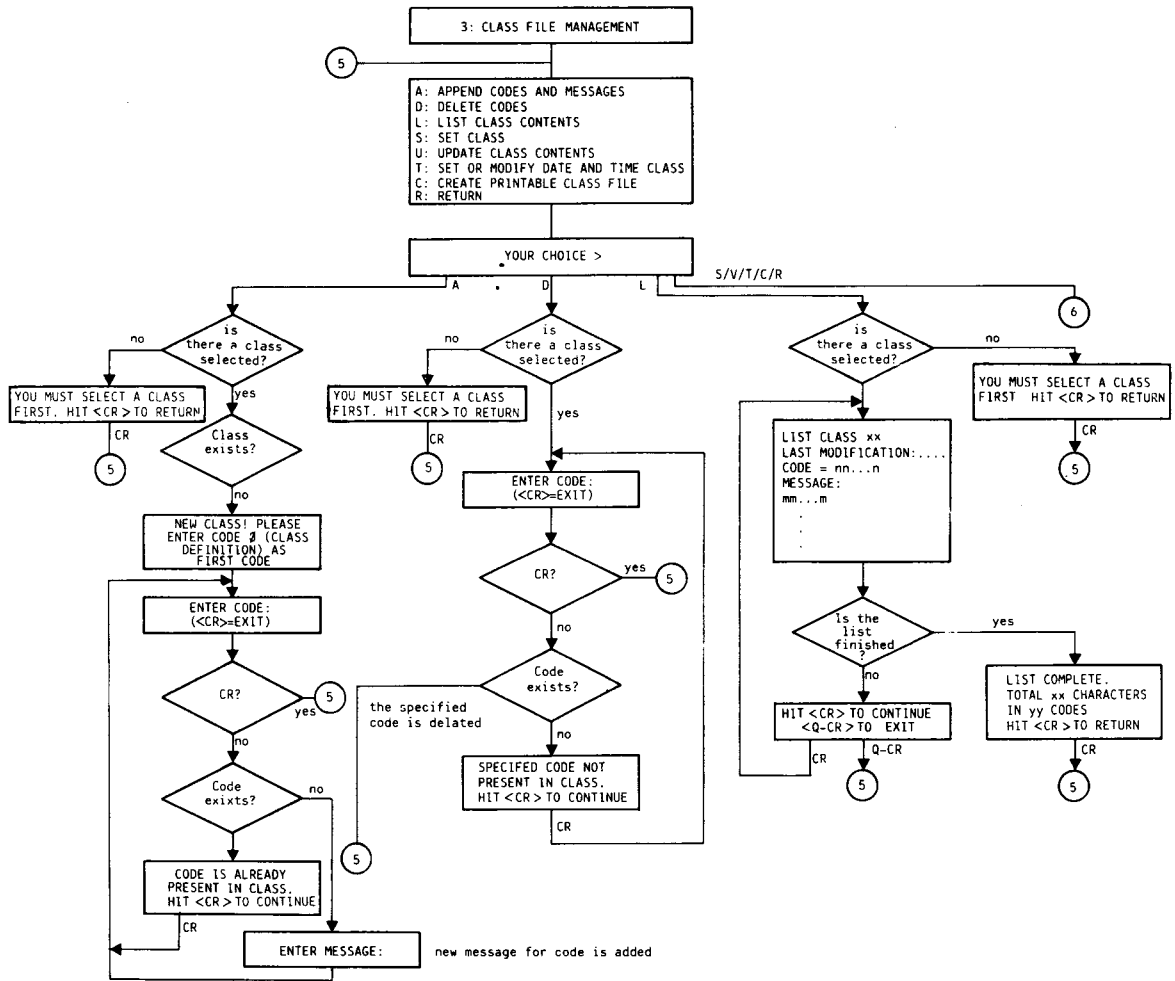 3: CLASS FILE MANAGEMENT
5
A: APPEND CODES AND MESSAGES
D: DELETE CODES
L: LIST CLASS CONTENTS
S: SET CLASS
U: UPDATE CLASS CONTENTS
T: SET OR MODIFY DATE AND TIME CLASS
C: CREATE PRINTABLE CLASS FILE
R: RETURN
YOUR CHOICE >
A
D
L
S/V/T/C/R
6
is
there a class
selected?
no
yes
YOU MUST SELECT A CLASS
FIRST. HIT <CR> TO RETURN
CR
5
Class
exists?
no
NEW CLASS! PLEASE
ENTER CODE Ø (CLASS
DEFINITION) AS
FIRST CODE
ENTER CODE:
(<CR>=EXIT)
CR?
yes
5
no
Code
exixts?
no
CODE IS ALREADY
PRESENT IN CLASS.
HIT <CR> TO CONTINUE
CR
ENTER MESSAGE:
new message for code is added
is
there a class
selected?
no
yes
YOU MUST SELECT A CLASS
FIRST. HIT <CR> TO RETURN
CR
5
ENTER CODE:
(<CR>=EXIT)
CR?
yes
5
no
Code
exists?
the specified
code is delated
5
no
SPECIFED CODE NOT
PRESENT IN CLASS.
HIT <CR> TO CONTINUE
CR
is
there a class
selected?
no
YOU MUST SELECT A CLASS
FIRST HIT <CR> TO RETURN
CR
5
LIST CLASS xx
LAST MODIFICATION:....
CODE = nn...n
MESSAGE:
mm...m
.
.
.
Is the
list
finished
?
yes
no
HIT <CR> TO CONTINUE
<Q-CR> TO EXIT
CR
Q-CR
5
LIST COMPLETE.
TOTAL xx CHARACTERS
IN yy CODES
HIT <CR> TO RETURN
CR
5